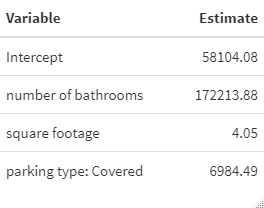 Variable Estimate
Intercept 58104.08
number of bathrooms 172213.88
square footage 4.05
parking type: Covered 6984.49